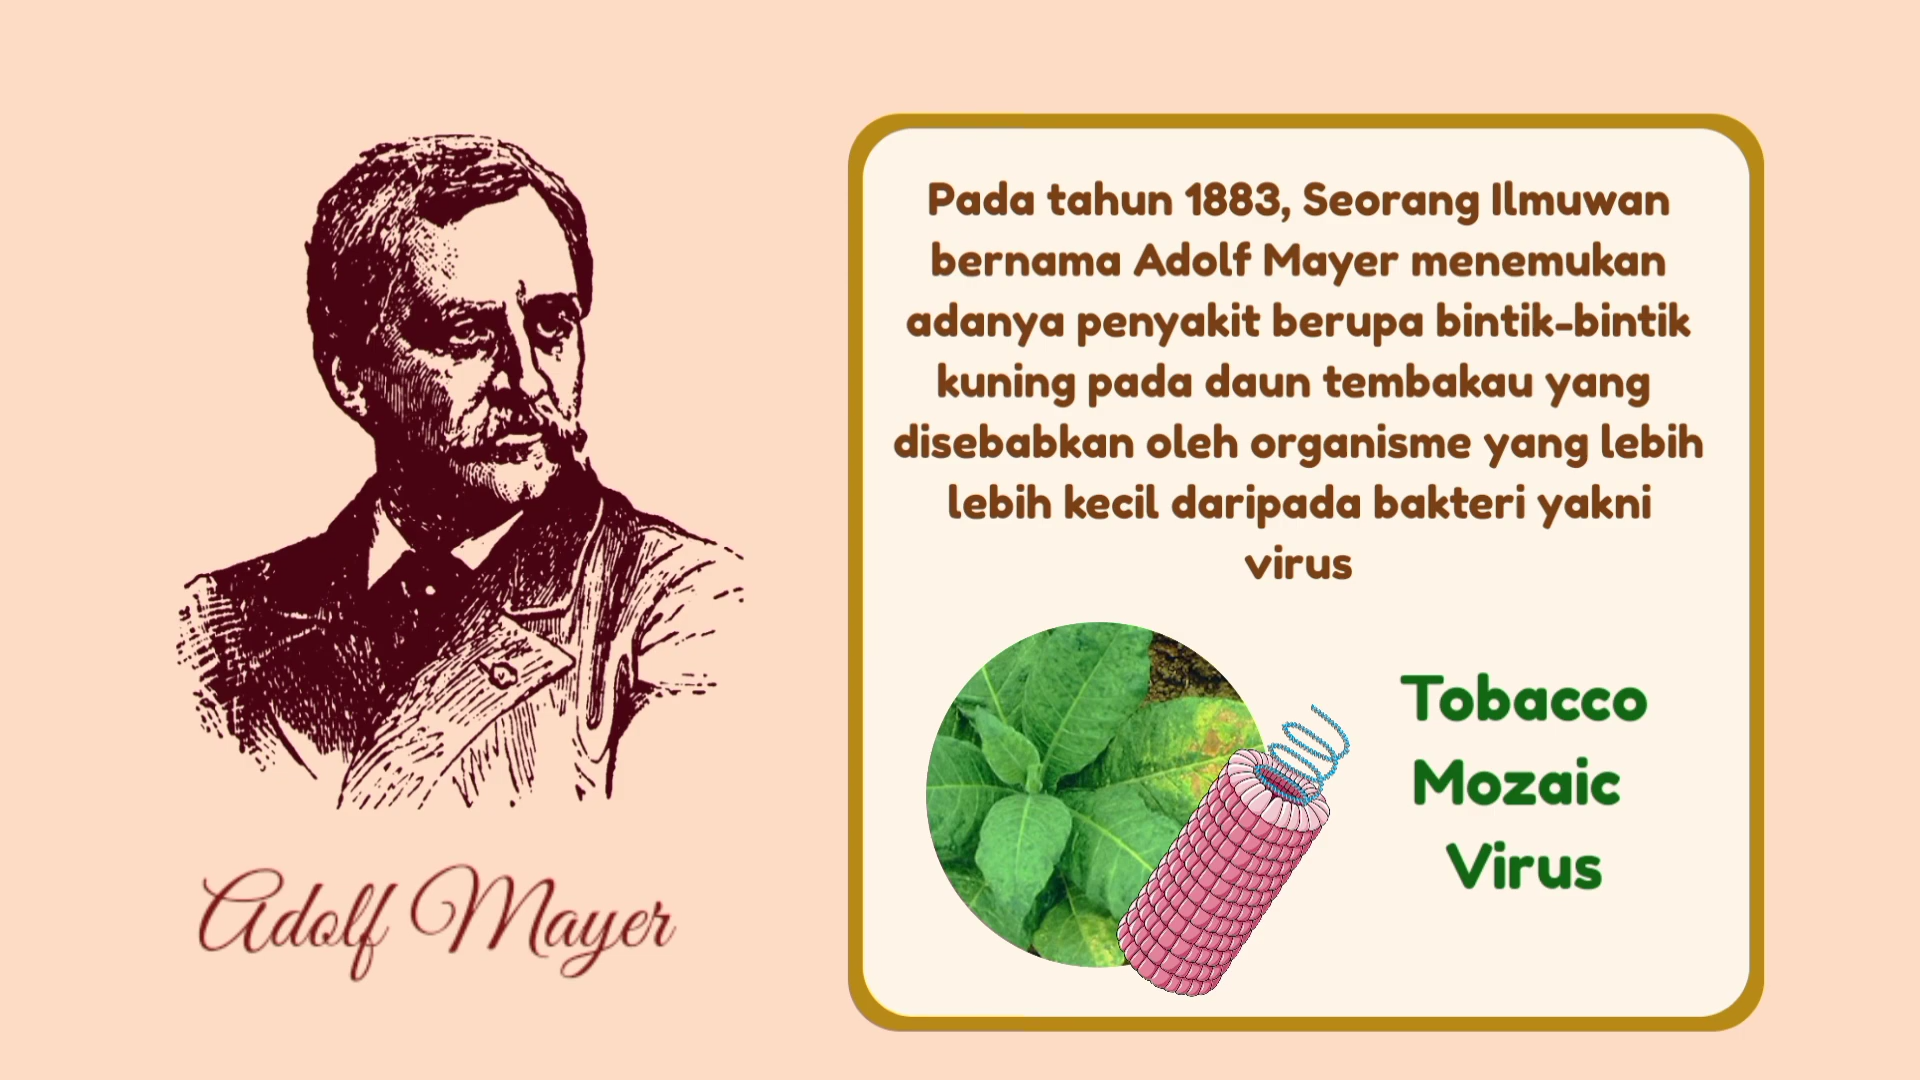 Pada tahun 1883, Seorang Ilmuwan
bernama Adolf Mayer menemukan
adanya penyakit berupa bintik-bintik
kuning pada daun tembakau yang
disebabkan oleh organisme yang lebih
lebih kecil daripada bakteri yakni
virus
Tobacco
Mozaic
Virus
Adolf Mayer